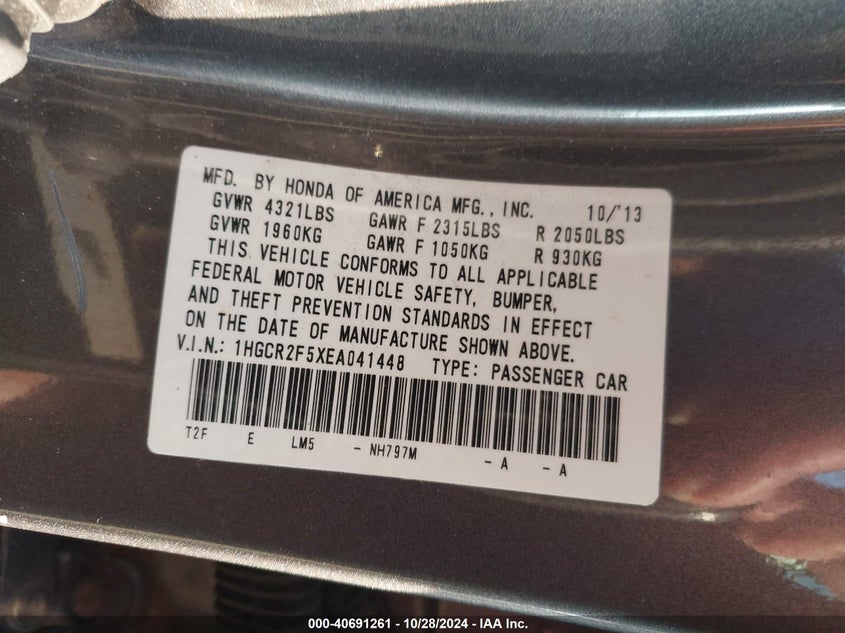 MFD. BY HONDA OF AMERICA MFG., INC. 10/'13
GVWR 4321LBS GAWR F 2315LBS R 2050LBS
GVWR 1960KG GAWR F 1050KG R 930KG
THIS VEHICLE CONFORMS TO ALL APPLICABLE
FEDERAL MOTOR VEHICLE SAFETY, BUMPER,
AND THEFT PREVENTION STANDARDS IN EFFECT
ON THE DATE OF MANUFACTURE SHOWN ABOVE.
V.I.N.: 1HGCR2F5XEA041448 TYPE: PASSENGER CAR
T2F E LM5 - NH797M - A - A
000-40691261 - 10/28/2024 - IAA Inc.